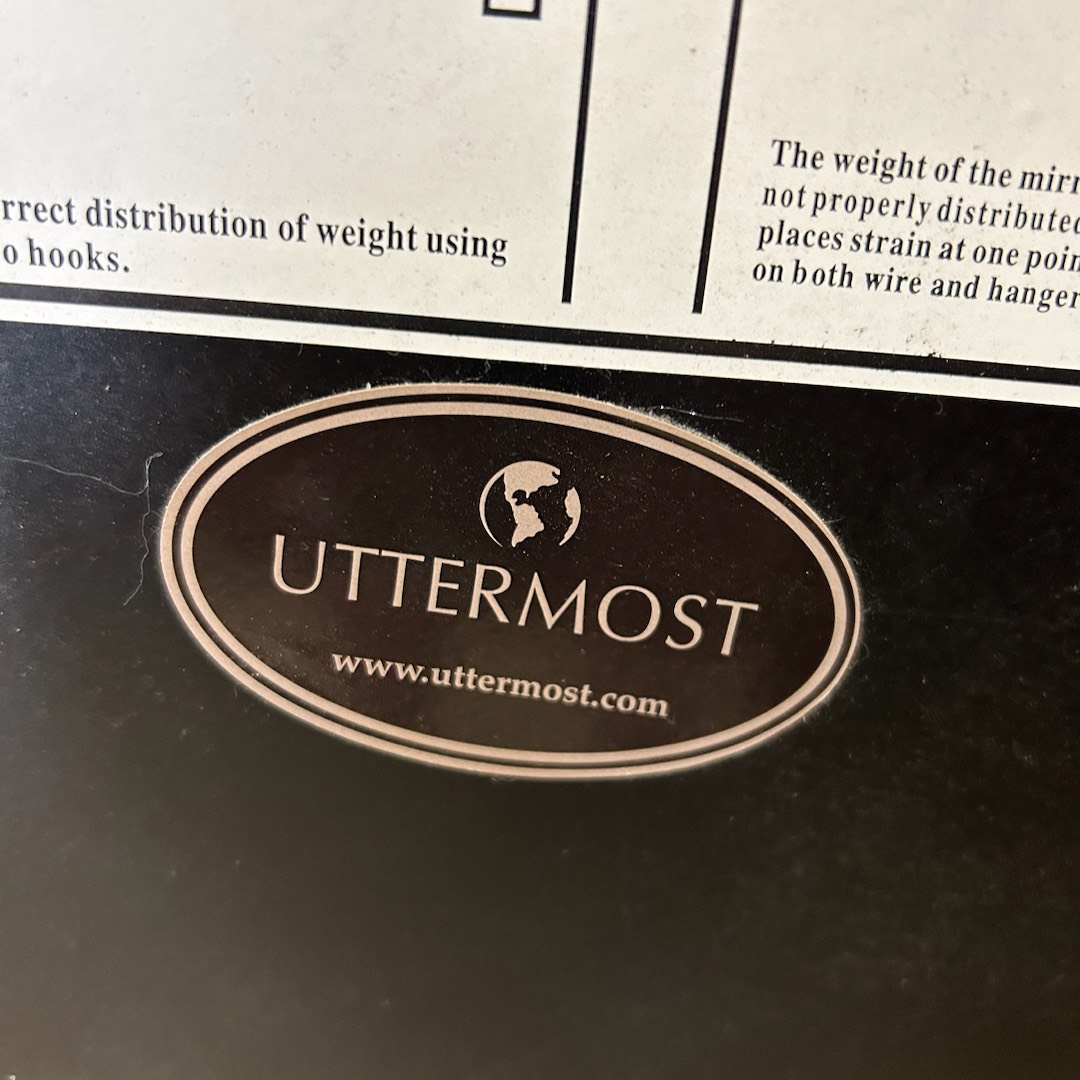 rrect distribution of weight using
o hooks.
The weight of the mirr
not properly distributed
places strain at one poin
on both wire and hanger
UTTERMOST
www.uttermost.com